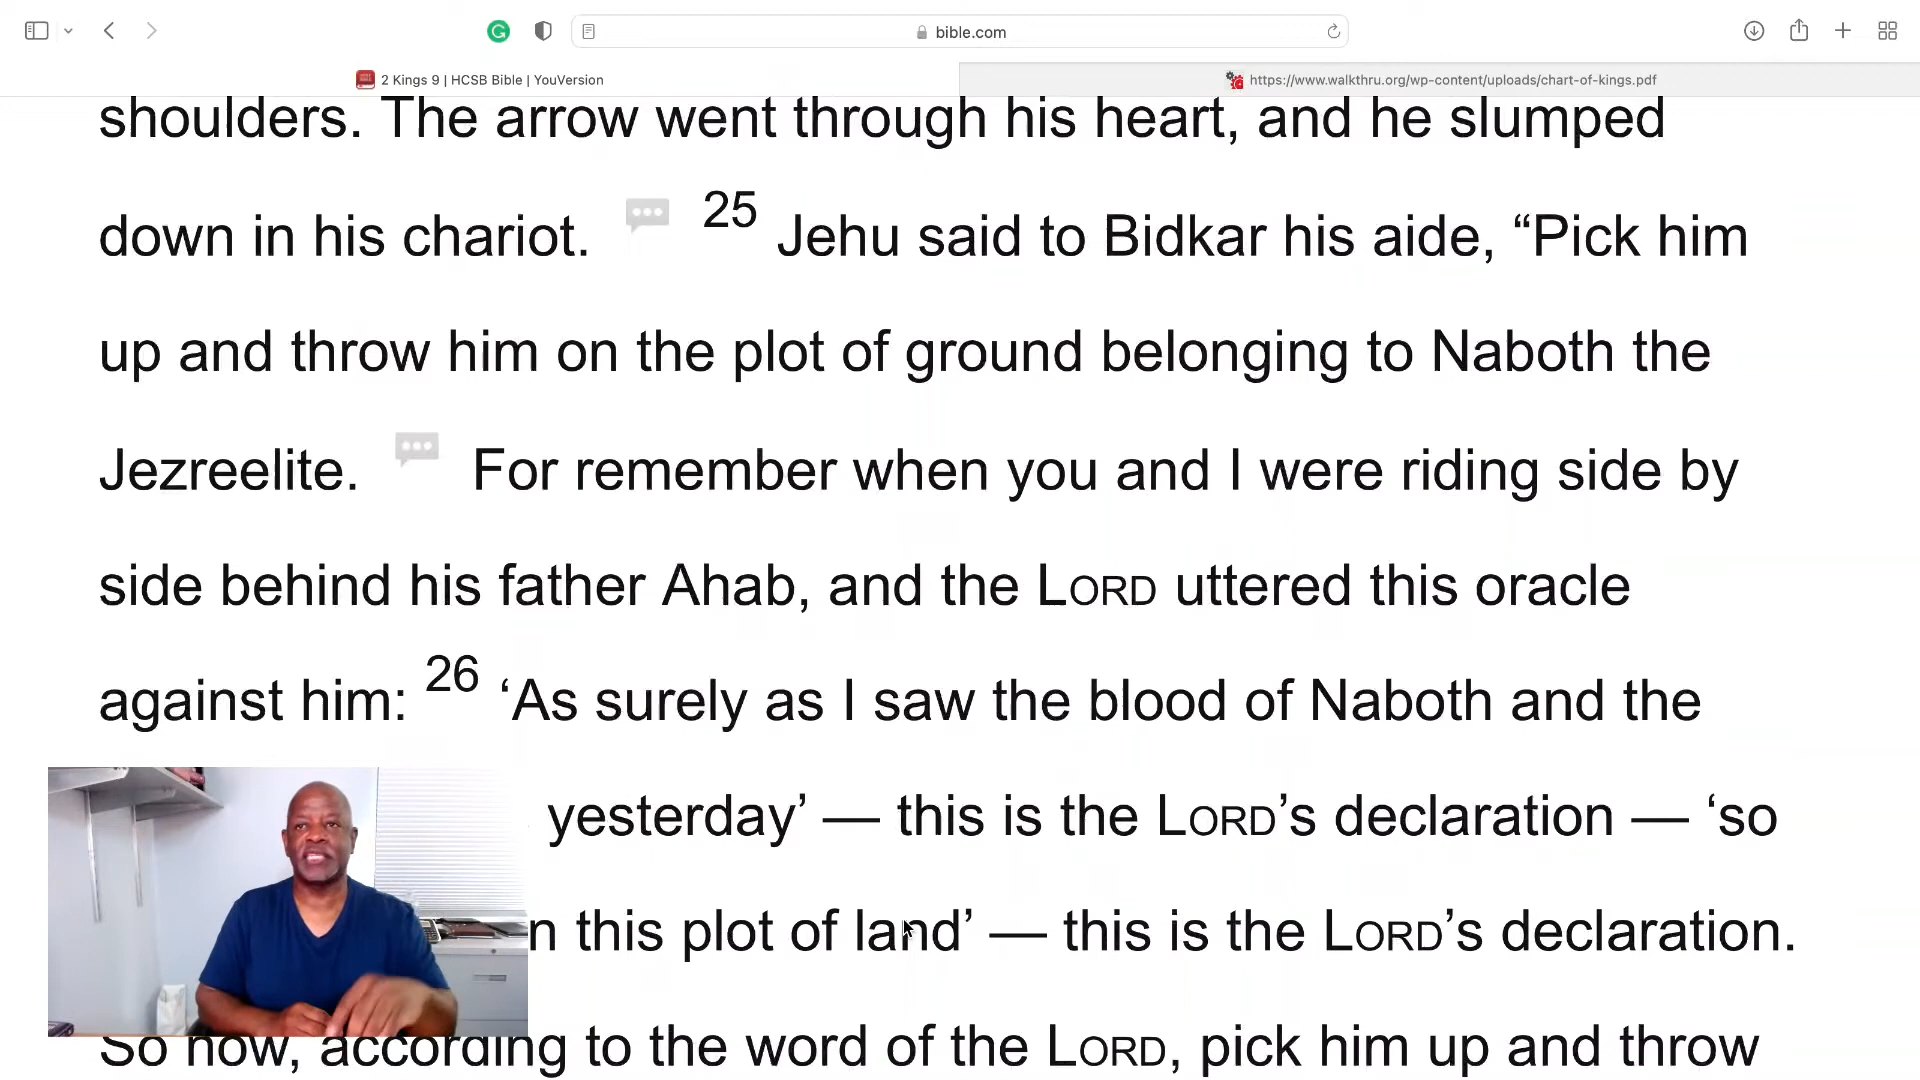 bible.com
2 Kings 9 | HCSB Bible | YouVersion
https://www.walkthru.org/wp-content/uploads/chart-of-kings.pdf
shoulders. The arrow went through his heart, and he slumped
down in his chariot. 25 Jehu said to Bidkar his aide, “Pick him
up and throw him on the plot of ground belonging to Naboth the
Jezreelite. For remember when you and I were riding side by
side behind his father Ahab, and the LORD uttered this oracle
against him: 26 ‘As surely as I saw the blood of Naboth and the
yesterday’ — this is the LORD’s declaration — ‘so
this plot of land’ — this is the LORD’s declaration.
So now, according to the word of the LORD, pick him up and throw